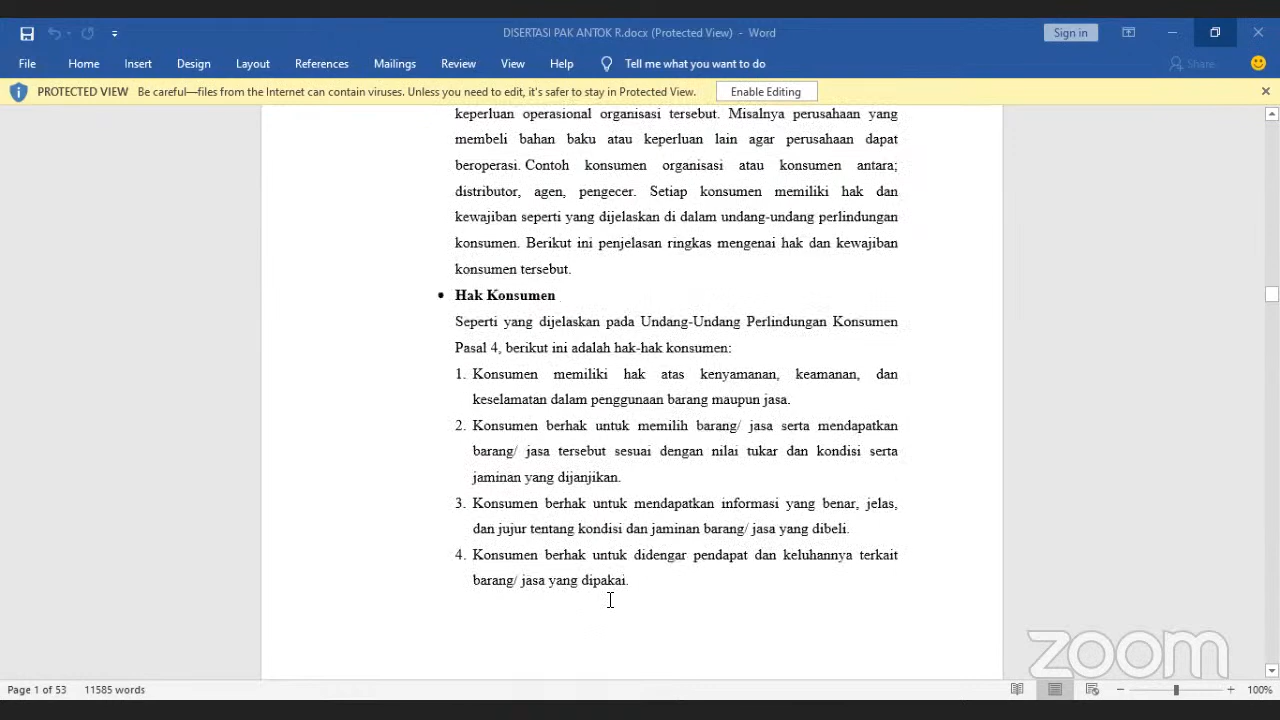 DISERTASI PAK ANTOK R.docx (Protected View) - Word
Sign in
File Home Insert Design Layout References Mailings Review View Help Tell me what you want to do Share
PROTECTED VIEW Be careful—files from the Internet can contain viruses. Unless you need to edit, it's safer to stay in Protected View. Enable Editing
keperluan operasional organisasi tersebut. Misalnya perusahaan yang
membeli bahan baku atau keperluan lain agar perusahaan dapat
beroperasi. Contoh konsumen organisasi atau konsumen antara;
distributor, agen, pengecer. Setiap konsumen memiliki hak dan
kewajiban seperti yang dijelaskan di dalam undang-undang perlindungan
konsumen. Berikut ini penjelasan ringkas mengenai hak dan kewajiban
konsumen tersebut.
• Hak Konsumen
Seperti yang dijelaskan pada Undang-Undang Perlindungan Konsumen
Pasal 4, berikut ini adalah hak-hak konsumen:
1. Konsumen memiliki hak atas kenyamanan, keamanan, dan
keselamatan dalam penggunaan barang maupun jasa.
2. Konsumen berhak untuk memilih barang/ jasa serta mendapatkan
barang/ jasa tersebut sesuai dengan nilai tukar dan kondisi serta
jaminan yang dijanjikan.
3. Konsumen berhak untuk mendapatkan informasi yang benar, jelas,
dan jujur tentang kondisi dan jaminan barang/ jasa yang dibeli.
4. Konsumen berhak untuk didengar pendapat dan keluhannya terkait
barang/ jasa yang dipakai.
zoom
Page 1 of 53 11585 words 100%